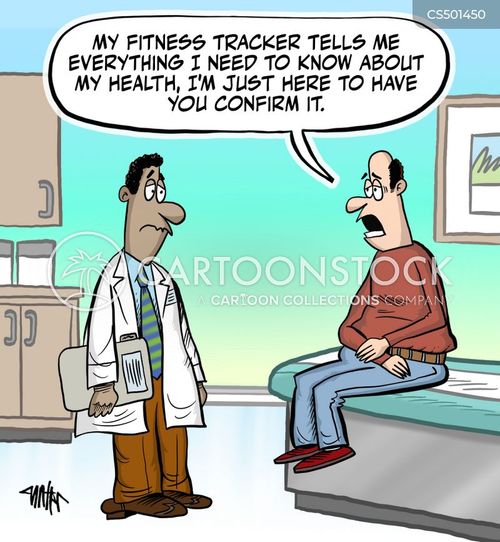 CS501450
MY FITNESS TRACKER TELLS ME
EVERYTHING I NEED TO KNOW ABOUT
MY HEALTH, I'M JUST HERE TO HAVE
YOU CONFIRM IT.
CARTOONSTOCK
A CARTOON COLLECTIONS COMPANY